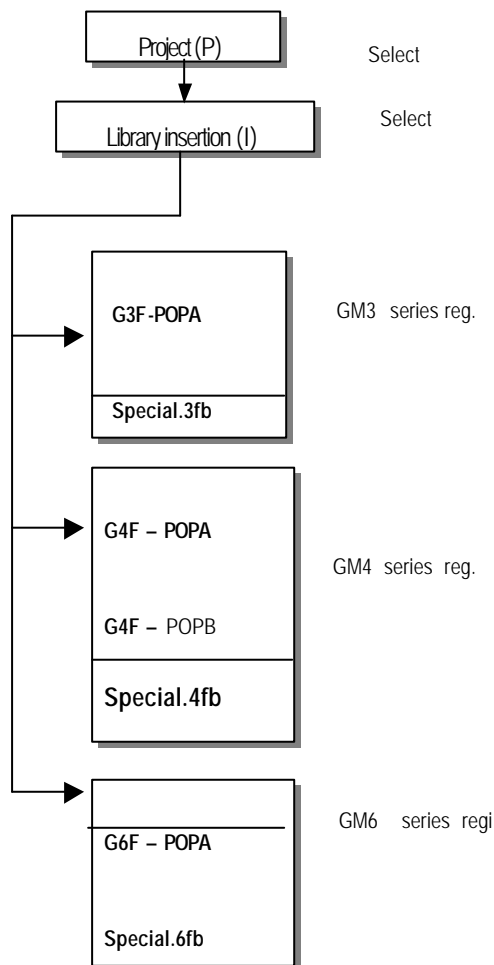 Project (P)
Select
Library insertion (I)
Select
G3F-POPA
GM3 series reg.
Special.3fb
G4F – POPA
GM4 series reg.
G4F – POPB
Special.4fb
GM6 series regi
G6F – POPA
Special.6fb